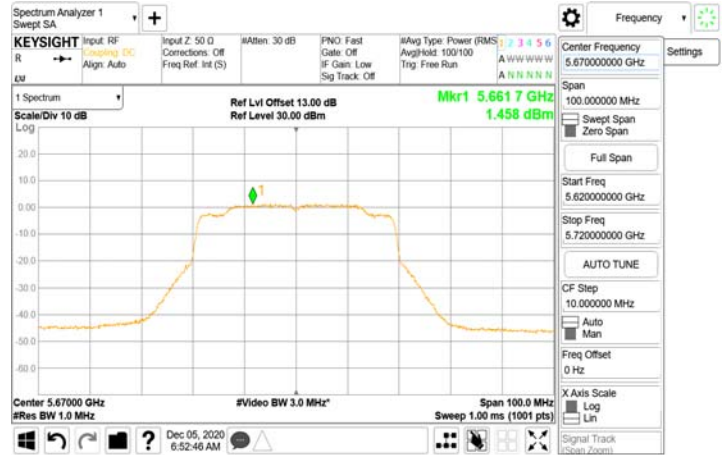 Spectrum Analyzer 1
Swept SA
+
Frequency
KEYSIGHT
R
Input: RF
Coupling: DC
Align: Auto
Input Z: 50 Ω
Corrections: Off
Freq Ref: Int (S)
#Atten: 30 dB
PNO: Fast
Gate: Off
IF Gain: Low
Sig Track: Off
#Avg Type: Power (RMS
Avg|Hold: 100/100
Trig: Free Run
1 2 3 4 5 6
A W W W W W
A N N N N N
1 Spectrum
Scale/Div 10 dB
Log
Ref Lvl Offset 13.00 dB
Ref Level 30.00 dBm
Mkr1 5.661 7 GHz
1.458 dBm
20.0
10.0
0.00
-10.0
-20.0
-30.0
-40.0
-50.0
-60.0
1
Center 5.67000 GHz
#Res BW 1.0 MHz
#Video BW 3.0 MHz*
Span 100.0 MHz
Sweep 1.00 ms (1001 pts)
?
Dec 05, 2020
6:52:46 AM
Center Frequency
5.670000000 GHz
Settings
Span
100.000000 MHz
Swept Span
Zero Span
Full Span
Start Freq
5.620000000 GHz
Stop Freq
5.720000000 GHz
AUTO TUNE
CF Step
10.000000 MHz
Auto
Man
Freq Offset
0 Hz
X Axis Scale
Log
Lin
Signal Track
(Span Zoom)